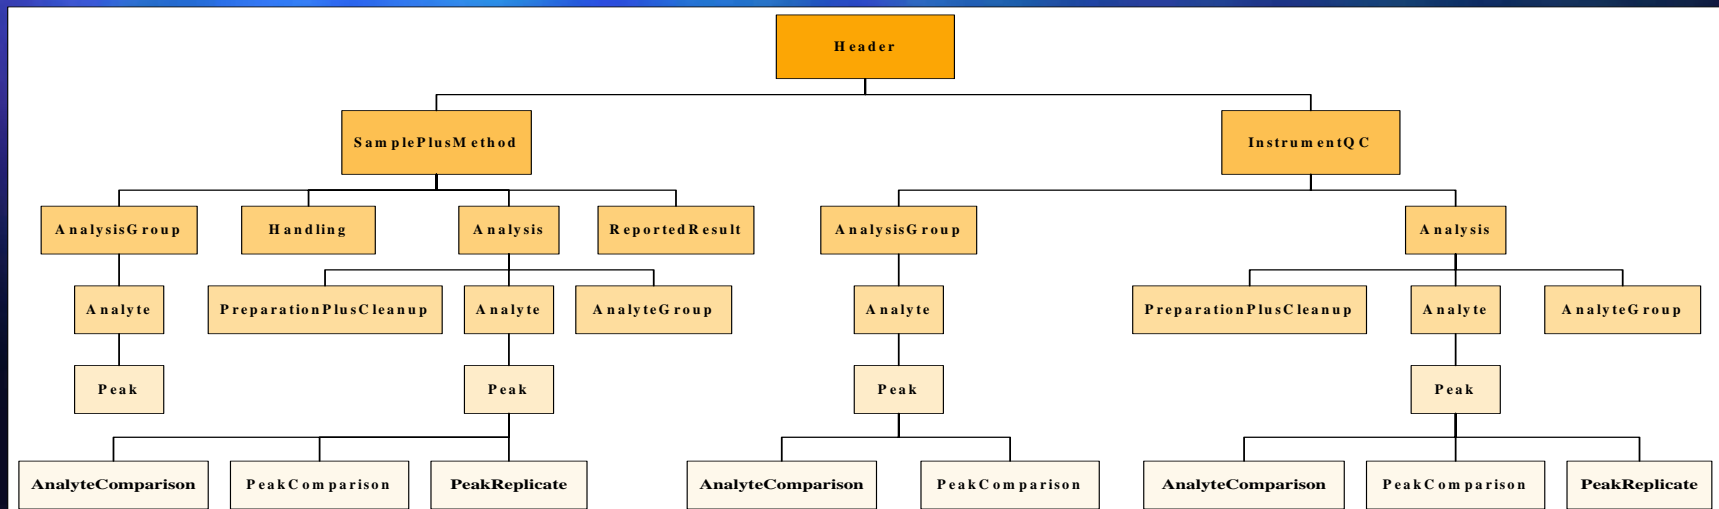 Header
SamplePlusMethod
InstrumentQC
AnalysisGroup
Handling
Analysis
ReportedResult
AnalysisGroup
Analysis
Analyte
PreparationPlusCleanup
Analyte
AnalyteGroup
Analyte
PreparationPlusCleanup
Analyte
AnalyteGroup
Peak
Peak
Peak
Peak
AnalyteComparison
PeakComparison
PeakReplicate
AnalyteComparison
PeakComparison
AnalyteComparison
PeakComparison
PeakReplicate